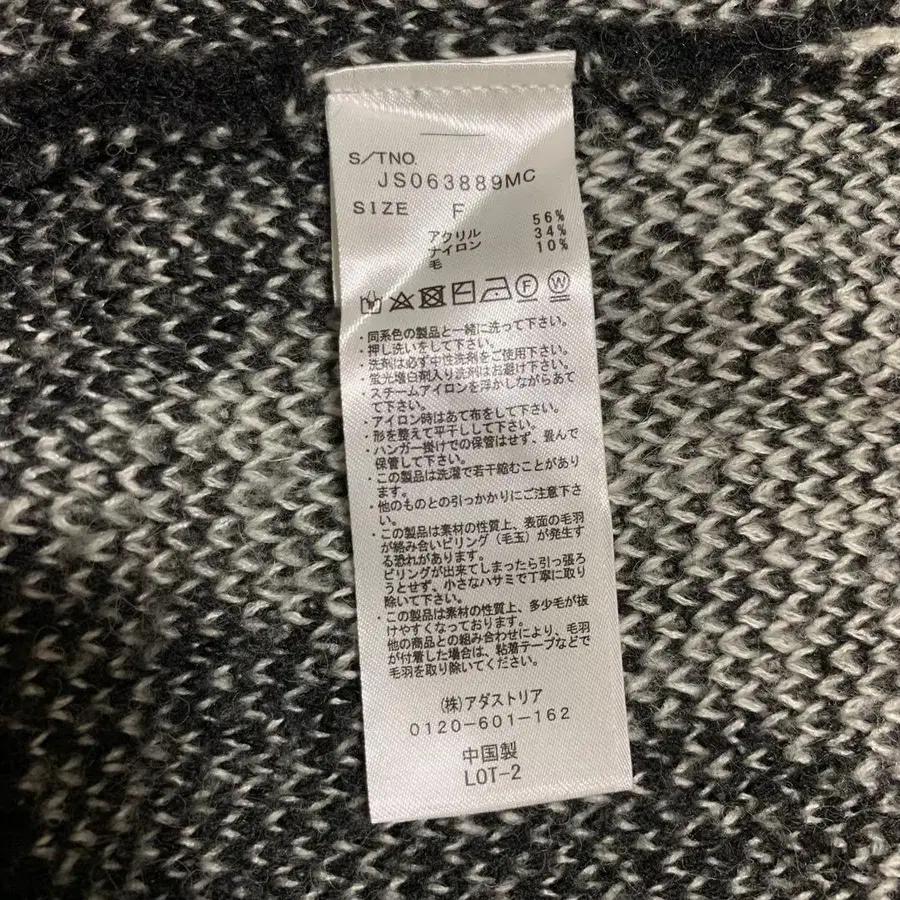 S/TNO.
JS063889MC
SIZE F
アクリル 56%
ナイロン 34%
毛 10%
・同系色の製品と一緒に洗って下さい。
・押し洗いをして下さい。
・洗剤は必ず中性洗剤をご使用下さい。
・蛍光増白剤入り洗剤はお避け下さい。
・スチームアイロンを浮かしながらあて
て下さい。
・アイロン時はあて布をして下さい。
・形を整えて平干しして下さい。
・ハンガー掛けでの保管はせず、畳んで
保管して下さい。
・この製品は洗濯で若干縮むことがあり
ます。
・他のものとの引っかかりにご注意下さ
い。
・この製品は素材の性質上、表面の毛羽
が絡み合いピリング（毛玉）が発生す
る恐れがあります。
ピリングが出来てしまったら引っ張ろ
うとせず、小さなハサミで丁寧に取り
除いて下さい。
・この製品は素材の性質上、多少毛が抜
けやすくなっております。
他の商品との組み合わせにより、毛羽
が付着した場合は、粘着テープなどで
毛羽を取り除いてください。
(株)アダストリア
0120-601-162
中国製
LOT-2